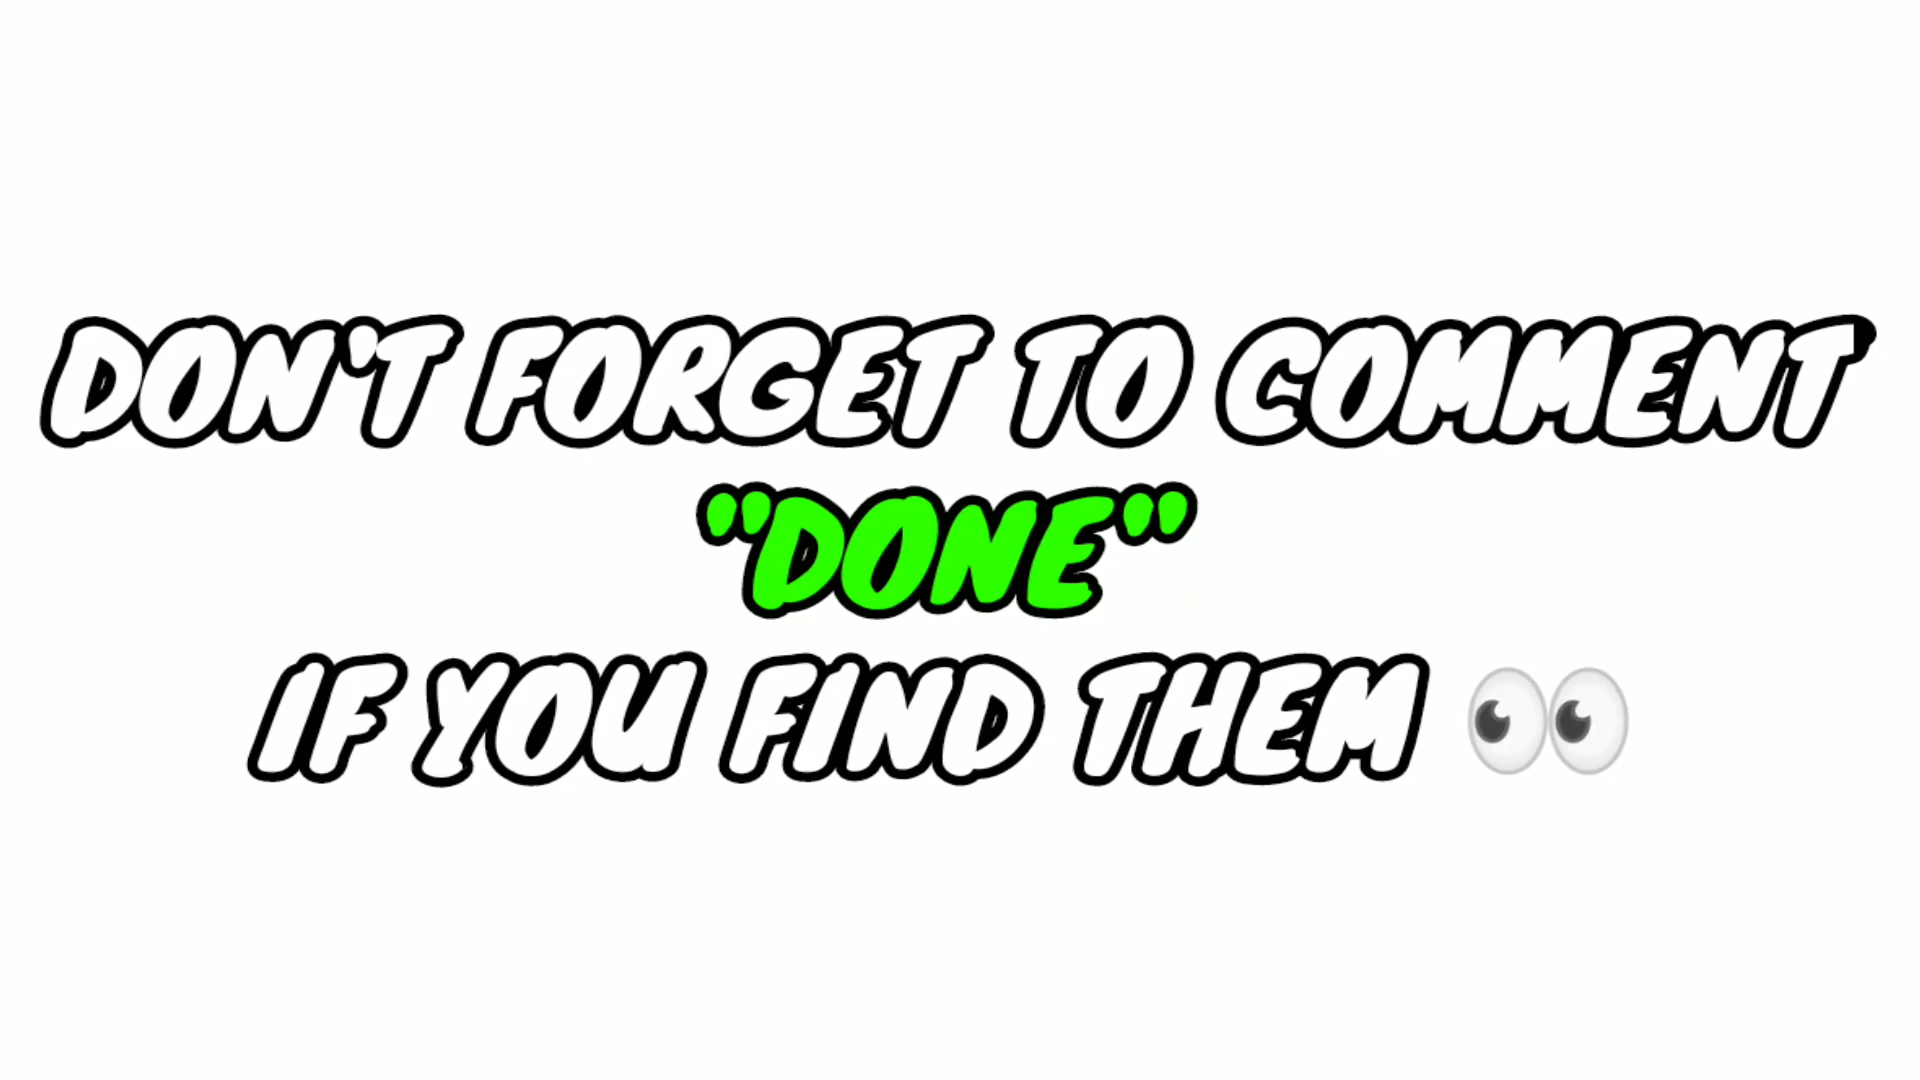 DON'T FORGET TO COMMENT
"DONE"
IF YOU FIND THEM 👀